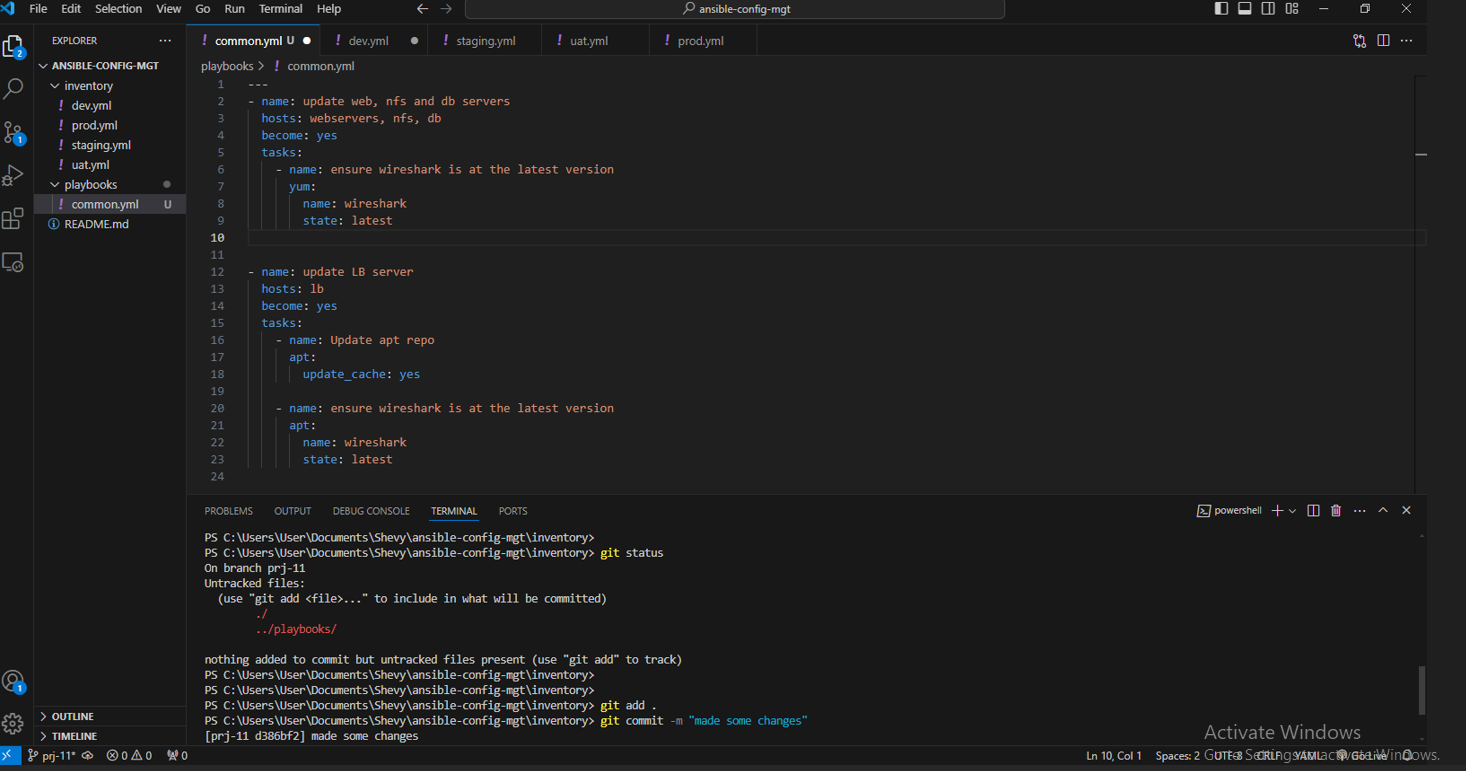 File Edit Selection View Go Run Terminal Help ansible-config-mgt
EXPLORER
2
1
ANSIBLE-CONFIG-MGT
inventory
! dev.yml
! prod.yml
! staging.yml
! uat.yml
playbooks
! common.yml U
README.md
OUTLINE
TIMELINE
1
! common.yml U ! dev.yml ! staging.yml ! uat.yml ! prod.yml
playbooks > ! common.yml
1 ---
2 - name: update web, nfs and db servers
3 hosts: webservers, nfs, db
4 become: yes
5 tasks:
6 - name: ensure wireshark is at the latest version
7 yum:
8 name: wireshark
9 state: latest
10
11
12 - name: update LB server
13 hosts: lb
14 become: yes
15 tasks:
16 - name: Update apt repo
17 apt:
18 update_cache: yes
19
20 - name: ensure wireshark is at the latest version
21 apt:
22 name: wireshark
23 state: latest
24
PROBLEMS OUTPUT DEBUG CONSOLE TERMINAL PORTS powershell
PS C:\Users\User\Documents\Shevy\ansible-config-mgt\inventory>
PS C:\Users\User\Documents\Shevy\ansible-config-mgt\inventory> git status
On branch prj-11
Untracked files:
(use "git add <file>..." to include in what will be committed)
./
../playbooks/
nothing added to commit but untracked files present (use "git add" to track)
PS C:\Users\User\Documents\Shevy\ansible-config-mgt\inventory>
PS C:\Users\User\Documents\Shevy\ansible-config-mgt\inventory>
PS C:\Users\User\Documents\Shevy\ansible-config-mgt\inventory> git add .
PS C:\Users\User\Documents\Shevy\ansible-config-mgt\inventory> git commit -m "made some changes"
[prj-11 d386bf2] made some changes
Activate Windows
Go to Settings to activate Windows.
prj-11* 0 0 0 Ln 10, Col 1 Spaces: 2 UTF-8 CRLF YAML Go Live